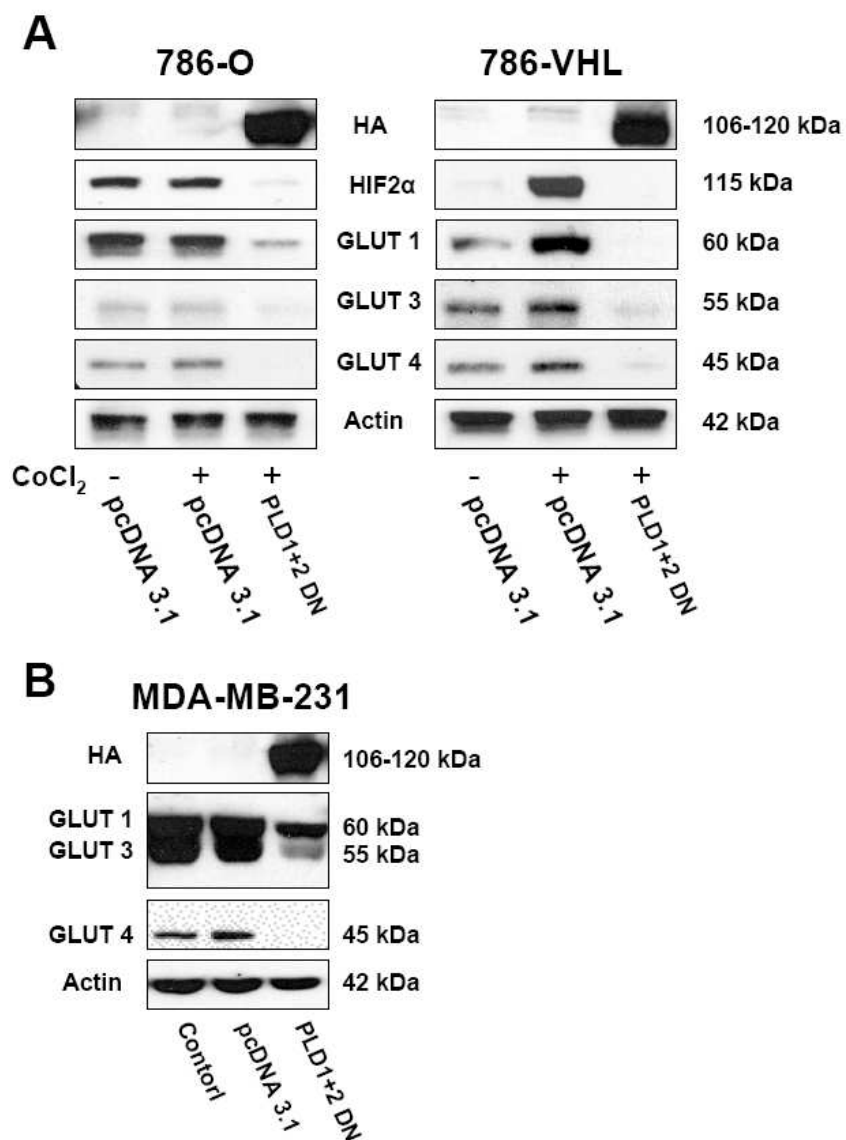 A
786-O 786-VHL
HA 106-120 kDa
HIF2α 115 kDa
GLUT 1 60 kDa
GLUT 3 55 kDa
GLUT 4 45 kDa
Actin 42 kDa
CoCl₂ - + + - + +
pcDNA 3.1 pcDNA 3.1 PLD1+2 DN pcDNA 3.1 pcDNA 3.1 PLD1+2 DN
B
MDA-MB-231
HA 106-120 kDa
GLUT 1 60 kDa
GLUT 3 55 kDa
GLUT 4 45 kDa
Actin 42 kDa
Contorl pcDNA 3.1 PLD1+2 DN